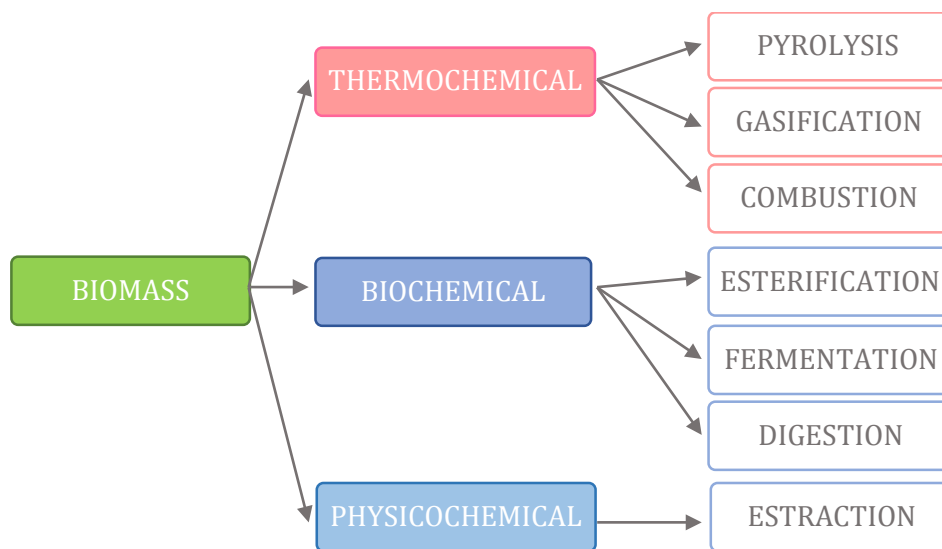 PYROLYSIS
THERMOCHEMICAL
GASIFICATION
COMBUSTION
ESTERIFICATION
BIOMASS
BIOCHEMICAL
FERMENTATION
DIGESTION
PHYSICOCHEMICAL
ESTRACTION